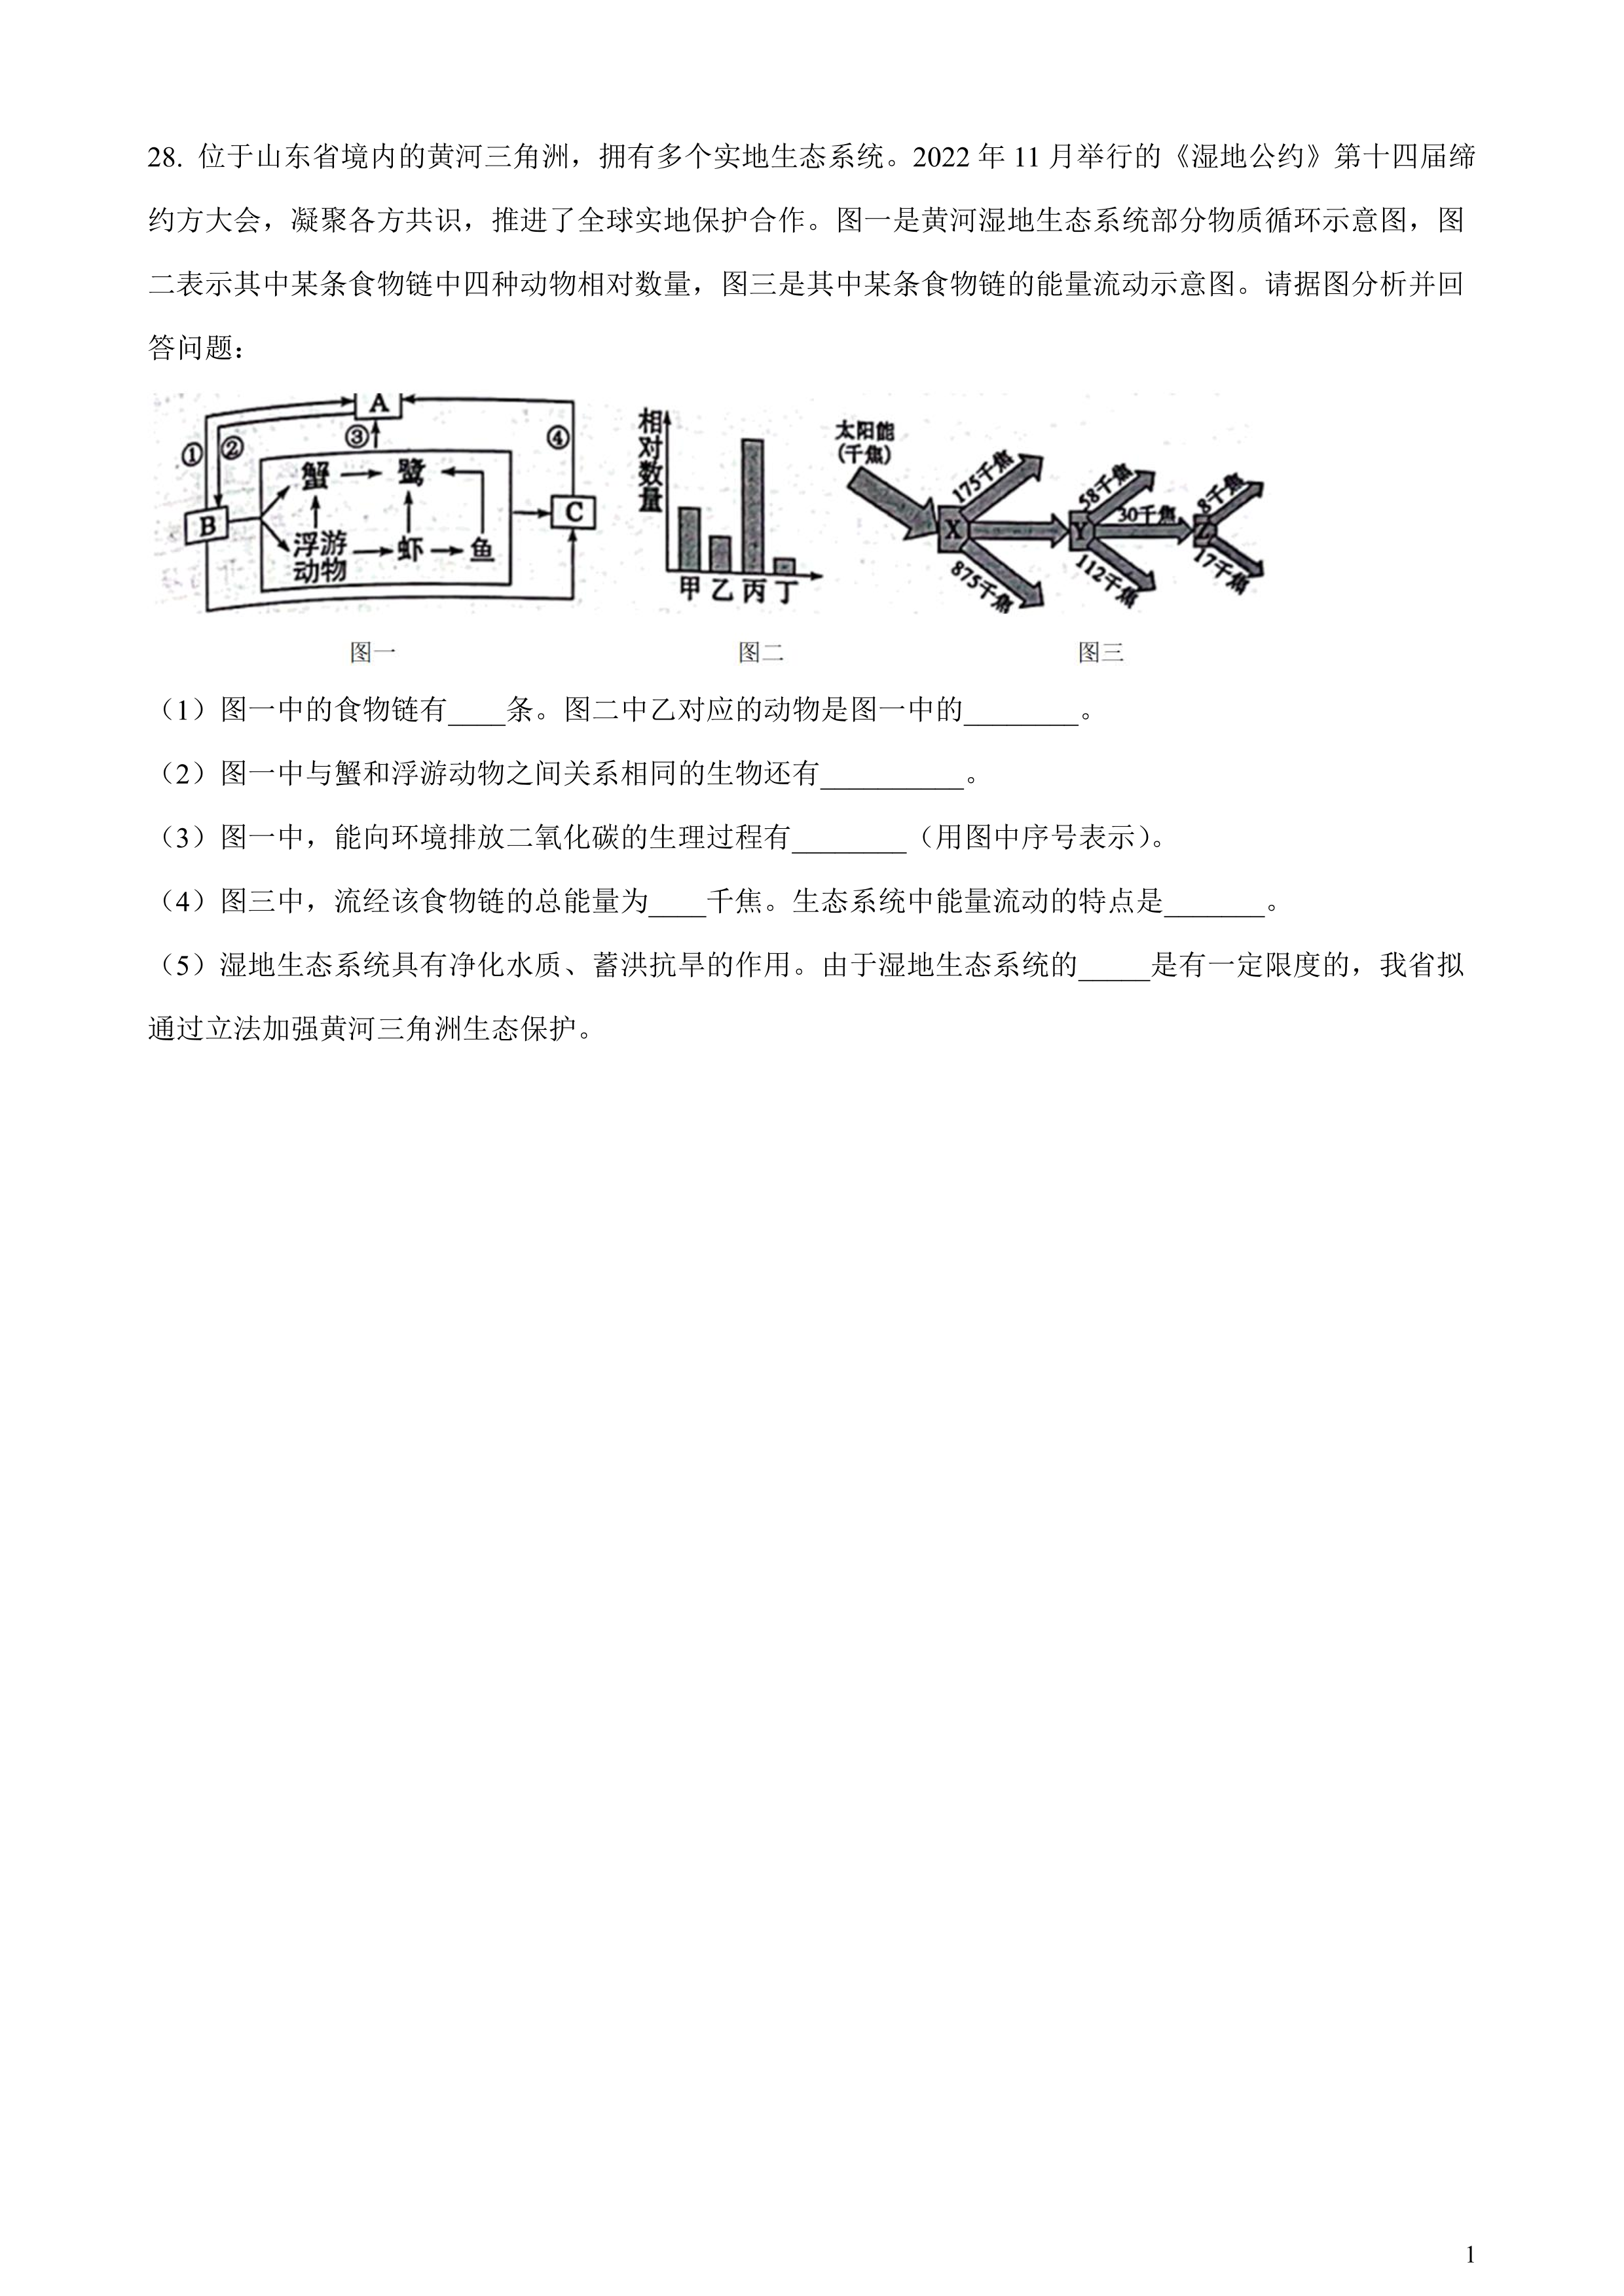 28. 位于山东省境内的黄河三角洲，拥有多个实地生态系统。2022 年 11 月举行的《湿地公约》第十四届缔
约方大会，凝聚各方共识，推进了全球实地保护合作。图一是黄河湿地生态系统部分物质循环示意图，图
二表示其中某条食物链中四种动物相对数量，图三是其中某条食物链的能量流动示意图。请据图分析并回
答问题：
A
① ② ③ ④
蟹 鹭
B C
浮游动物 虾 鱼
图一
相对数量
甲 乙 丙 丁
图二
太阳能
(千焦)
175千焦 58千焦 8千焦
X Y 30千焦 Z
875千焦 112千焦 17千焦
图三
（1）图一中的食物链有____条。图二中乙对应的动物是图一中的________。
（2）图一中与蟹和浮游动物之间关系相同的生物还有__________。
（3）图一中，能向环境排放二氧化碳的生理过程有________（用图中序号表示）。
（4）图三中，流经该食物链的总能量为____千焦。生态系统中能量流动的特点是_______。
（5）湿地生态系统具有净化水质、蓄洪抗旱的作用。由于湿地生态系统的_____是有一定限度的，我省拟
通过立法加强黄河三角洲生态保护。
1